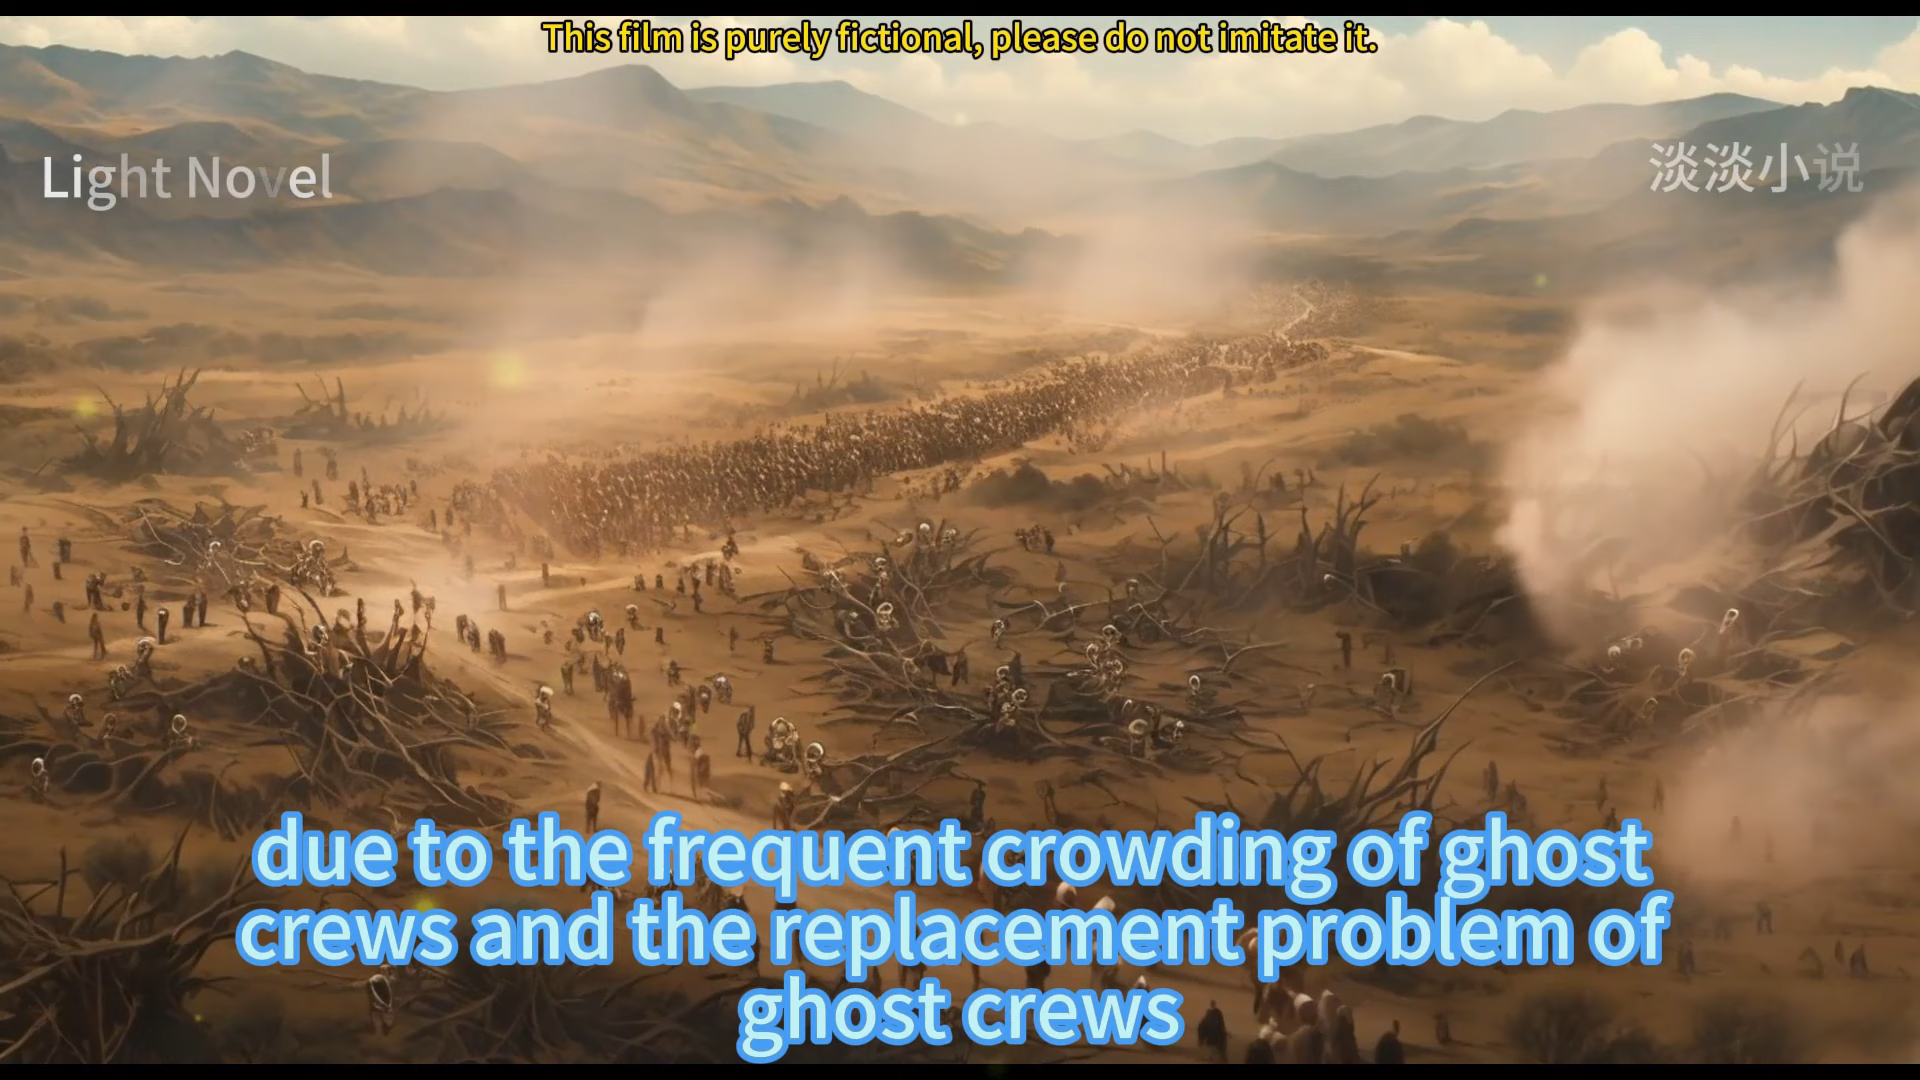 This film is purely fictional, please do not imitate it.
Light Novel
淡淡小说
due to the frequent crowding of ghost
crews and the replacement problem of
ghost crews